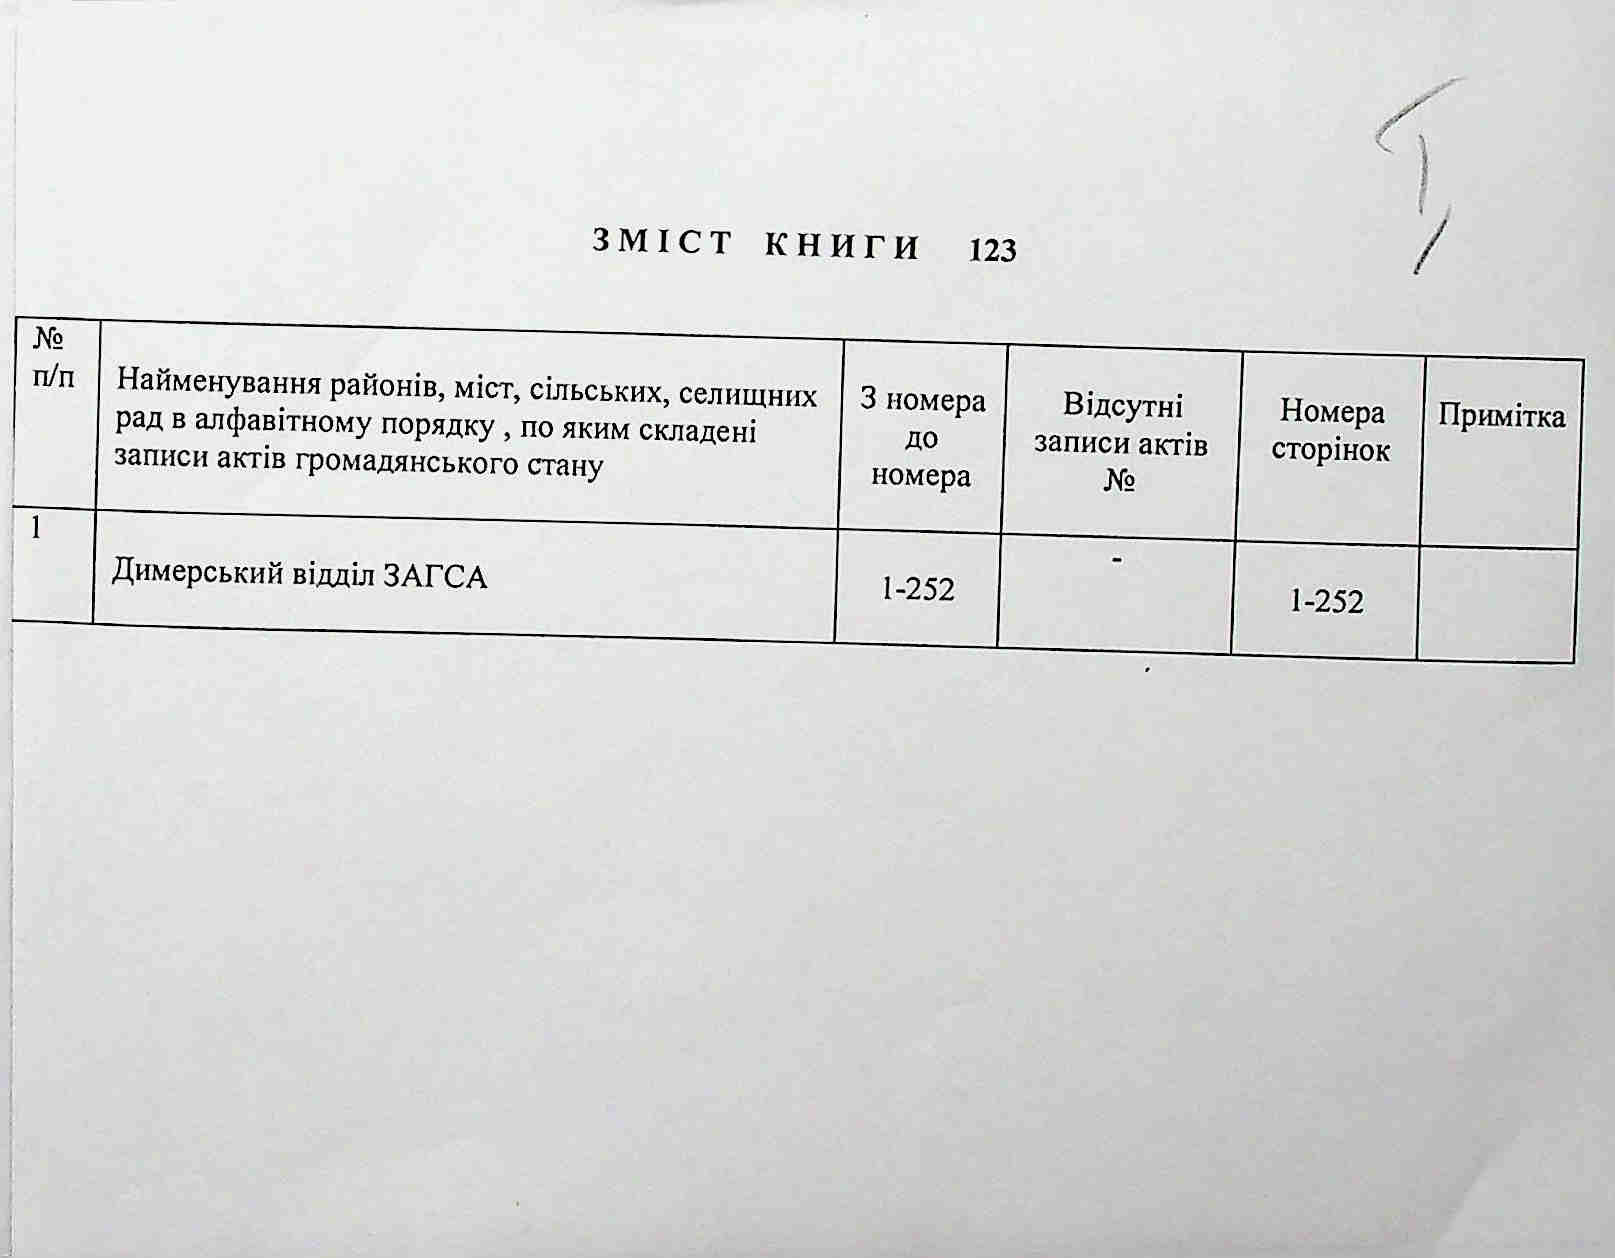 ЗМІСТ КНИГИ 123
№
п/п
Найменування районів, міст, сільських, селищних
рад в алфавітному порядку , по яким складені
записи актів громадянського стану
З номера
до
номера
Відсутні
записи актів
№
Номера
сторінок
Примітка
1
Димерський відділ ЗАГСА
1-252
-
1-252